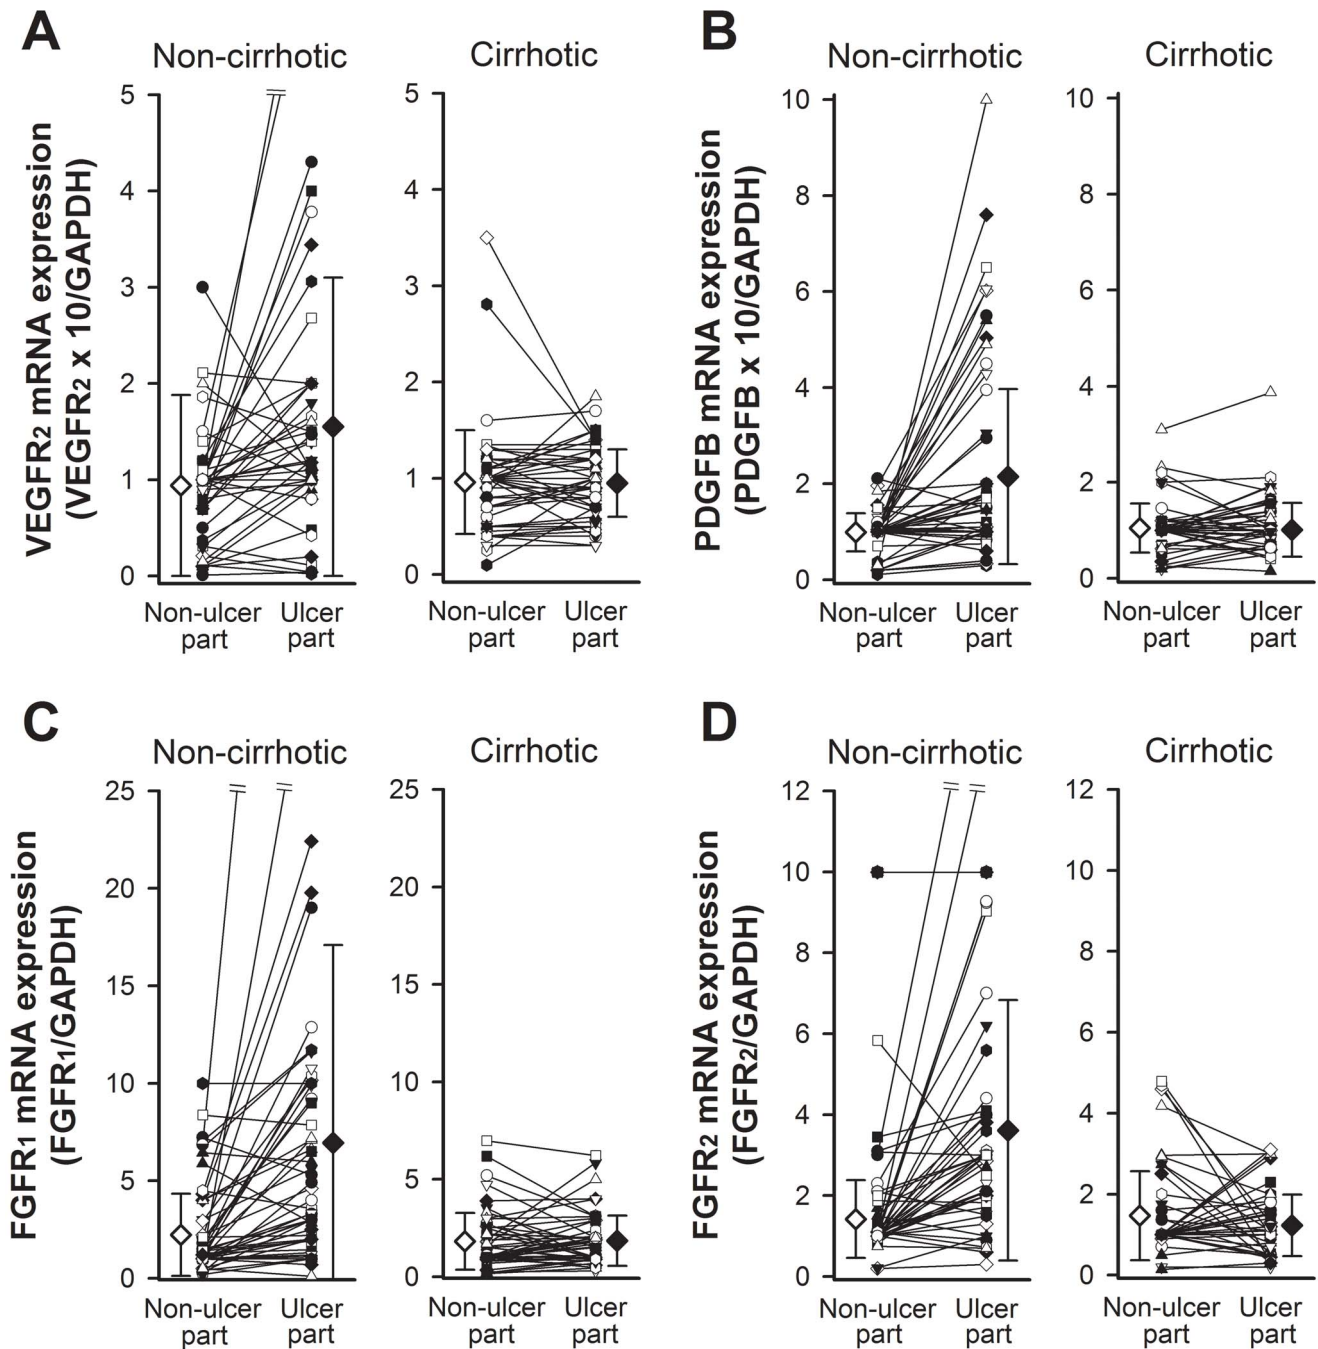 A
Non-cirrhotic
Cirrhotic
VEGFR2 mRNA expression
(VEGFR2 x 10/GAPDH)
5
4
3
2
1
0
5
4
3
2
1
0
Non-ulcer part
Ulcer part
Non-ulcer part
Ulcer part
B
Non-cirrhotic
Cirrhotic
PDGFB mRNA expression
(PDGFB x 10/GAPDH)
10
8
6
4
2
0
10
8
6
4
2
0
Non-ulcer part
Ulcer part
Non-ulcer part
Ulcer part
C
Non-cirrhotic
Cirrhotic
FGFR1 mRNA expression
(FGFR1/GAPDH)
25
20
15
10
5
0
25
20
15
10
5
0
Non-ulcer part
Ulcer part
Non-ulcer part
Ulcer part
D
Non-cirrhotic
Cirrhotic
FGFR2 mRNA expression
(FGFR2/GAPDH)
12
10
8
6
4
2
0
12
10
8
6
4
2
0
Non-ulcer part
Ulcer part
Non-ulcer part
Ulcer part